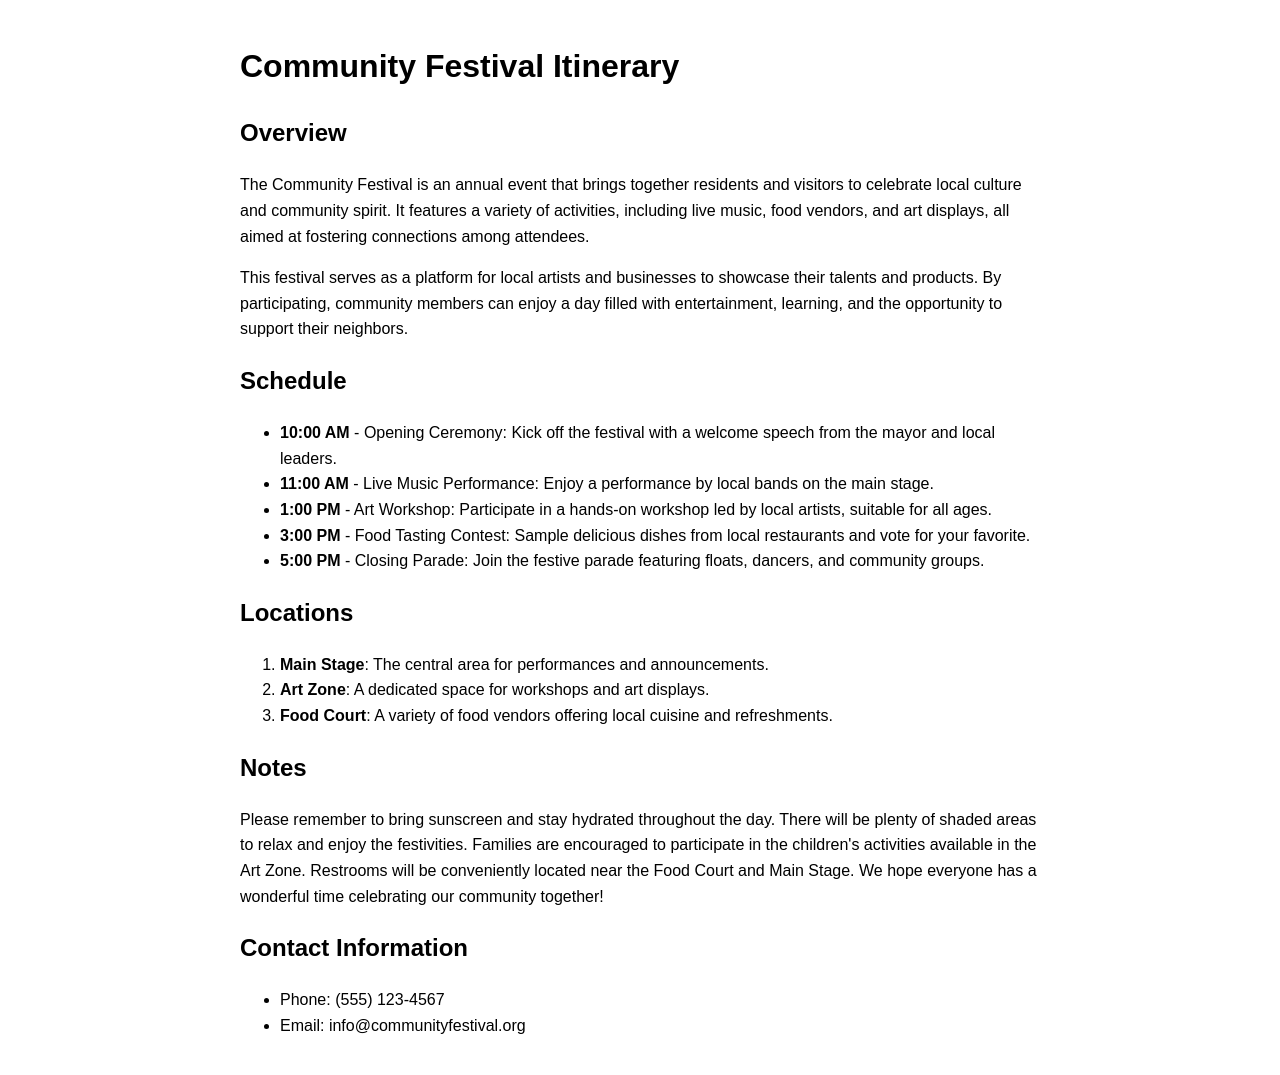 Community Festival Itinerary
Overview
The Community Festival is an annual event that brings together residents and visitors to celebrate local culture
and community spirit. It features a variety of activities, including live music, food vendors, and art displays, all
aimed at fostering connections among attendees.
This festival serves as a platform for local artists and businesses to showcase their talents and products. By
participating, community members can enjoy a day filled with entertainment, learning, and the opportunity to
support their neighbors.
Schedule
• 10:00 AM - Opening Ceremony: Kick off the festival with a welcome speech from the mayor and local
leaders.
• 11:00 AM - Live Music Performance: Enjoy a performance by local bands on the main stage.
• 1:00 PM - Art Workshop: Participate in a hands-on workshop led by local artists, suitable for all ages.
• 3:00 PM - Food Tasting Contest: Sample delicious dishes from local restaurants and vote for your favorite.
• 5:00 PM - Closing Parade: Join the festive parade featuring floats, dancers, and community groups.
Locations
1. Main Stage: The central area for performances and announcements.
2. Art Zone: A dedicated space for workshops and art displays.
3. Food Court: A variety of food vendors offering local cuisine and refreshments.
Notes
Please remember to bring sunscreen and stay hydrated throughout the day. There will be plenty of shaded areas
to relax and enjoy the festivities. Families are encouraged to participate in the children's activities available in the
Art Zone. Restrooms will be conveniently located near the Food Court and Main Stage. We hope everyone has a
wonderful time celebrating our community together!
Contact Information
• Phone: (555) 123-4567
• Email: info@communityfestival.org